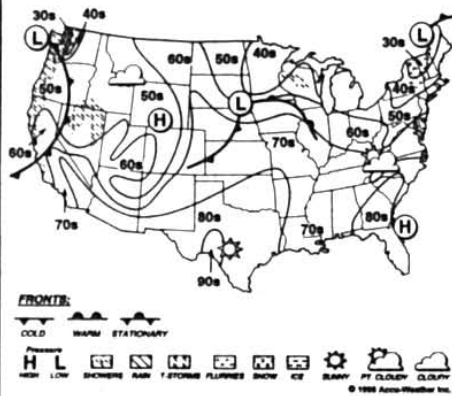 30s 40s
L
60s 50s 40s
L
30s
50s
50s
40s
L
H
50s
60s
60s
70s
60s
70s
80s
70s
80s
H
90s
FRONTS:
COLD WARM STATIONARY
Pressure
H L
HIGH LOW SHOWERS RAIN T-STORMS FLURRIES SNOW ICE SUNNY PT. CLOUDY CLOUDY
© 1998 Accu-Weather Inc.